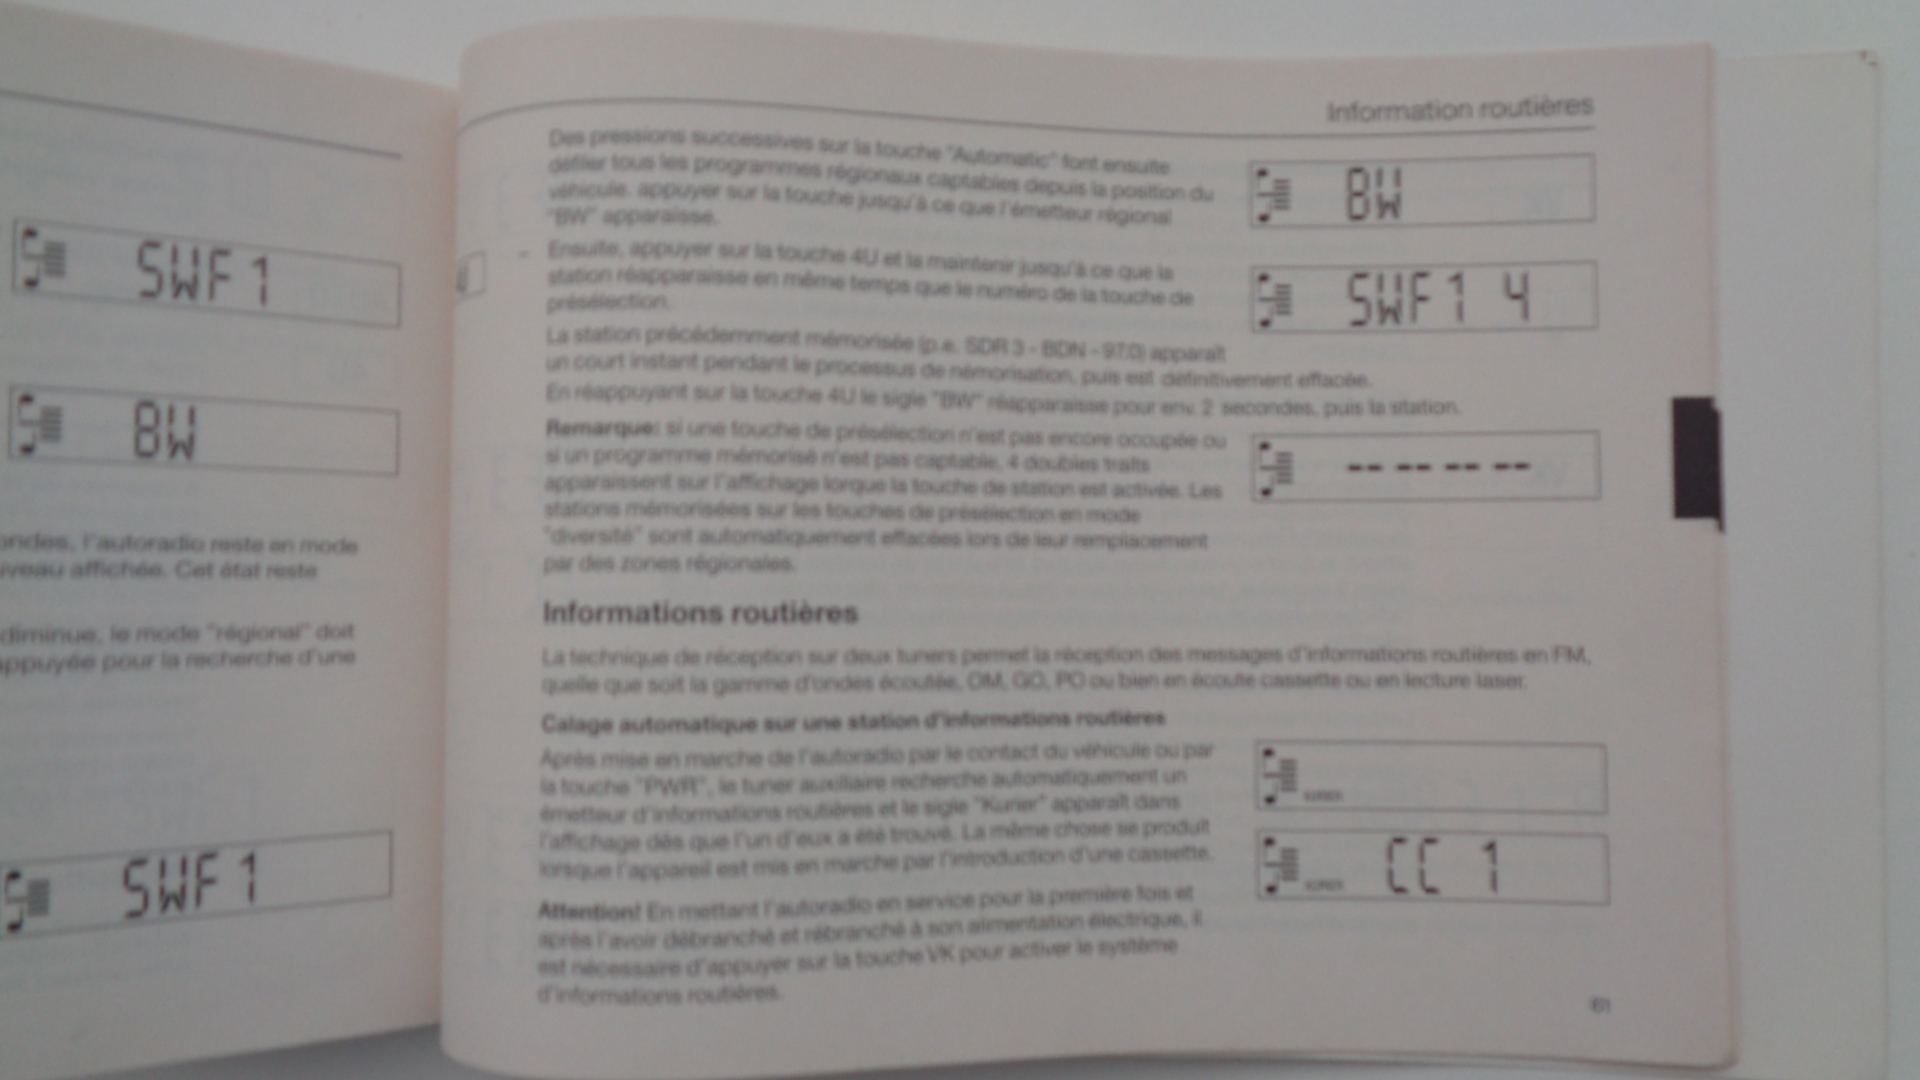 SWF 1
BW
ondes, l'autoradio reste en mode
uveau affichée. Cet état reste
diminue, le mode "régional" doit
appuyée pour la recherche d'une
SWF 1
Information routières
Des pressions successives sur la touche "Automatic" font ensuite
défiler tous les programmes régionaux captables depuis la position du
véhicule. appuyer sur la touche jusqu'à ce que l'émetteur régional
"BW" apparaisse.
BW
- Ensuite, appuyer sur la touche 4U et la maintenir jusqu'à ce que la
station réapparaisse en même temps que le numéro de la touche de
présélection.
SWF 1 4
La station précédemment mémorisée (p.e. SDR 3 - BDN - 97.0) apparaît
un court instant pendant le processus de némorisation, puis est définitivement effacée.
En réappuyant sur la touche 4U le sigle "BW" réapparaisse pour env. 2 secondes, puis la station.
Remarque: si une touche de présélection n'est pas encore occupée ou
si un programme mémorisé n'est pas captable, 4 doubles traits
apparaissent sur l'affichage lorque la touche de station est activée. Les
stations mémorisées sur les touches de présélection en mode
"diversité" sont automatiquement effacées lors de leur remplacement
par des zones régionales.
-- -- -- --
Informations routières
La technique de réception sur deux tuners permet la réception des messages d'informations routières en FM,
quelle que soit la gamme d'ondes écoutée, OM, GO, PO ou bien en écoute cassette ou en lecture laser.
Calage automatique sur une station d'informations routières
Après mise en marche de l'autoradio par le contact du véhicule ou par
la touche "PWR", le tuner auxiliaire recherche automatiquement un
émetteur d'informations routières et le sigle "Kurier" apparaît dans
l'affichage dès que l'un d'eux a été trouvé. La même chose se produit
lorsque l'appareil est mis en marche par l'introduction d'une cassette.
KURIER
KURIER CC 1
Attention! En mettant l'autoradio en service pour la première fois et
après l'avoir débranché et rébranché à son alimentation électrique, il
est nécessaire d'appuyer sur la touche VK pour activer le système
d'informations routières.
61